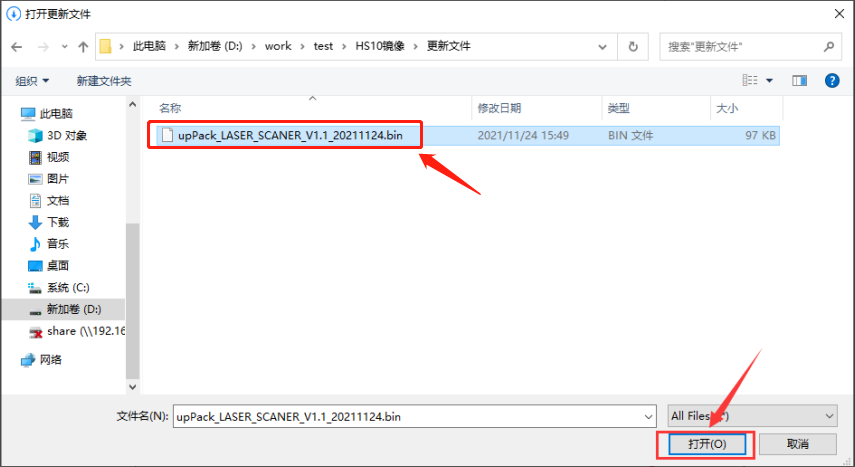 打开更新文件
此电脑 › 新加卷 (D:) › work › test › HS10镜像 › 更新文件
搜索"更新文件"
组织 新建文件夹
名称 修改日期 类型 大小
upPack_LASER_SCANER_V1.1_20211124.bin 2021/11/24 15:49 BIN 文件 97 KB
此电脑
3D 对象
视频
图片
文档
下载
音乐
桌面
系统 (C:)
新加卷 (D:)
share (\\192.16
网络
文件名(N): upPack_LASER_SCANER_V1.1_20211124.bin
All Files
打开(O) 取消